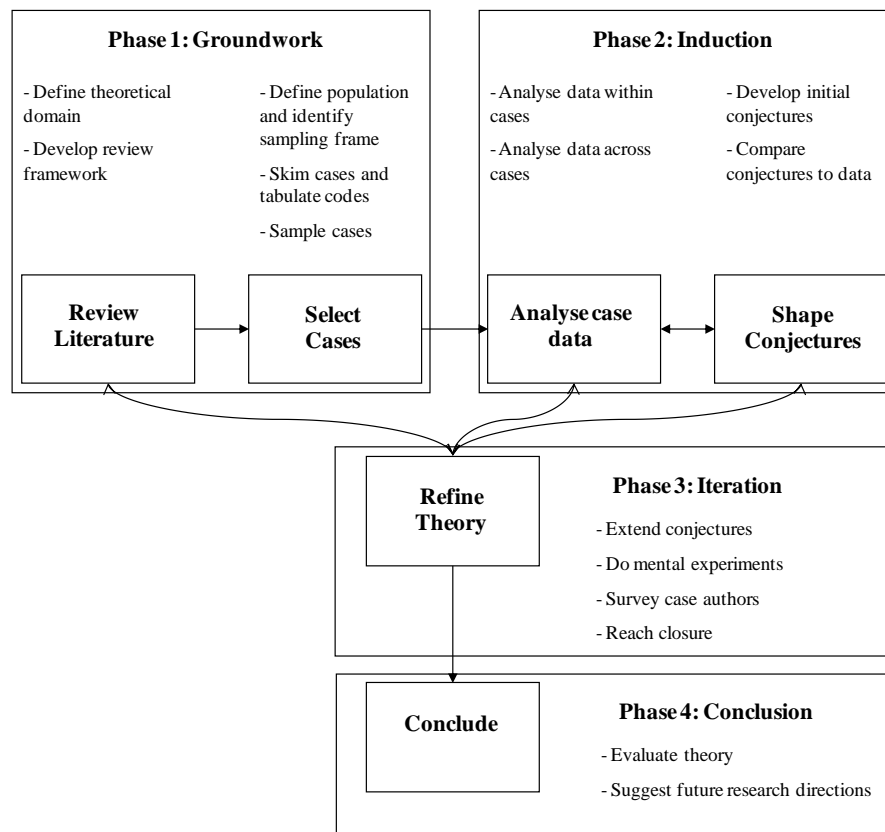 Phase 1: Groundwork
- Define theoretical
domain
- Develop review
framework
- Define population
and identify
sampling frame
- Skim cases and
tabulate codes
- Sample cases
Review
Literature
Select
Cases
Phase 2: Induction
- Analyse data within
cases
- Analyse data across
cases
- Develop initial
conjectures
- Compare
conjectures to data
Analyse case
data
Shape
Conjectures
Refine
Theory
Phase 3: Iteration
- Extend conjectures
- Do mental experiments
- Survey case authors
- Reach closure
Conclude
Phase 4: Conclusion
- Evaluate theory
- Suggest future research directions